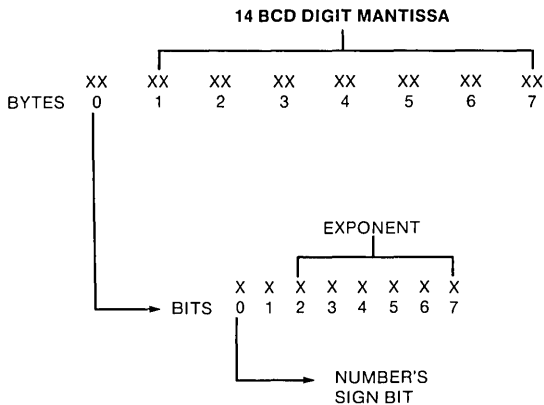 14 BCD DIGIT MANTISSA
XX XX XX XX XX XX XX XX
BYTES 0 1 2 3 4 5 6 7
EXPONENT
X X X X X X X X
BITS 0 1 2 3 4 5 6 7
NUMBER'S
SIGN BIT